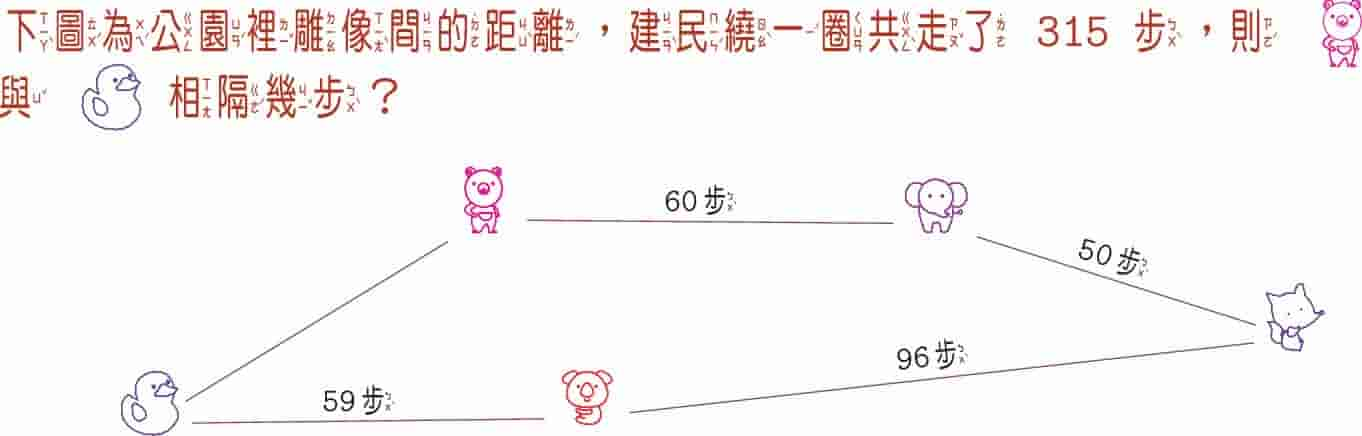 下圖為公園裡雕像間的距離，建民繞一圈共走了 315 步，則
與 相隔幾步？
60 步
50 步
96 步
59 步